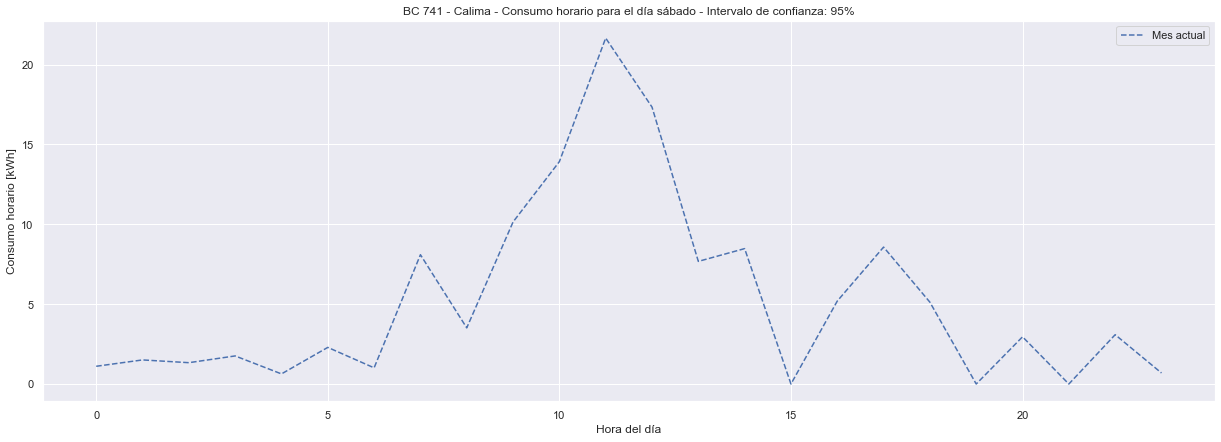 BC 741 - Calima - Consumo horario para el día sábado - Intervalo de confianza: 95%
Mes actual
20
15
10
5
0
Consumo horario [kWh]
0 5 10 15 20
Hora del día